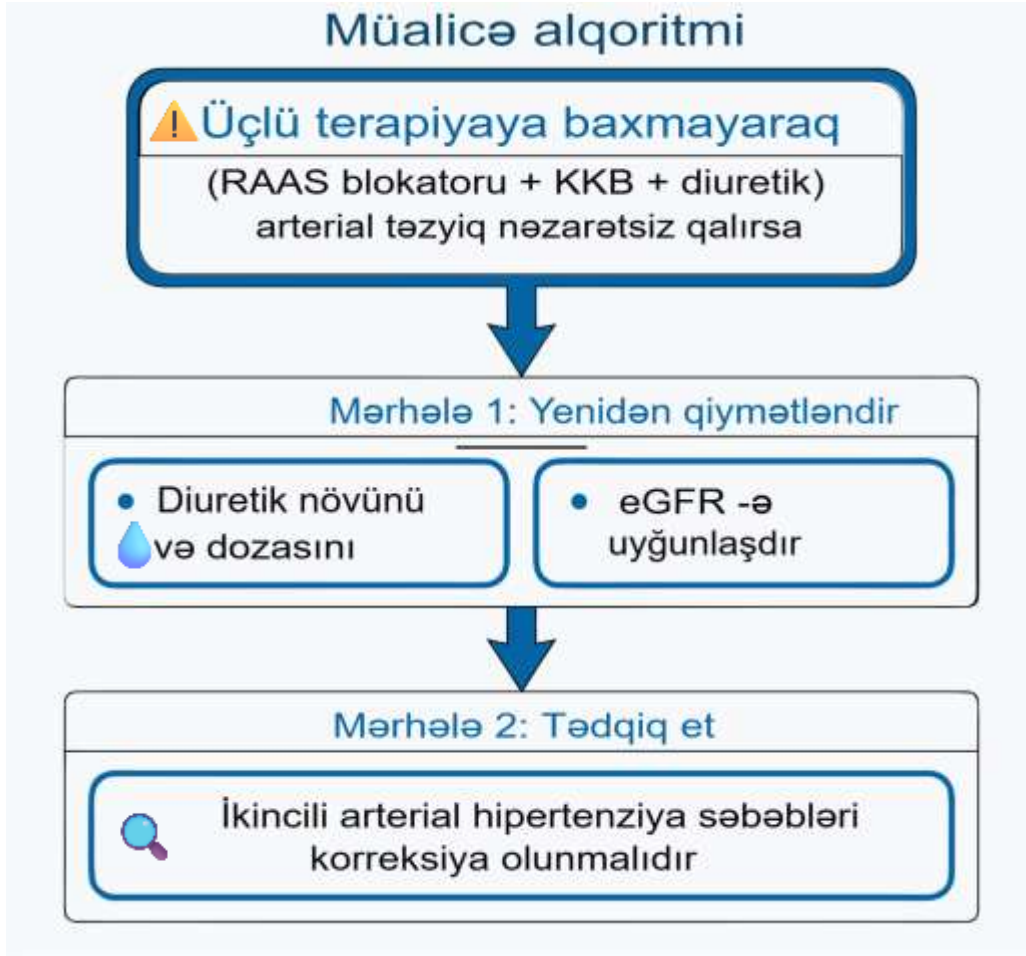 Müalicə alqoritmi
Üçlü terapiyaya baxmayaraq
(RAAS blokatoru + KKB + diuretik)
arterial təzyiq nəzarətsiz qalırsa
Mərhələ 1: Yenidən qiymətləndir
• Diuretik növünü
və dozasını
• eGFR -ə
uyğunlaşdır
Mərhələ 2: Tədqiq et
İkincili arterial hipertenziya səbəbləri
korreksiya olunmalıdır